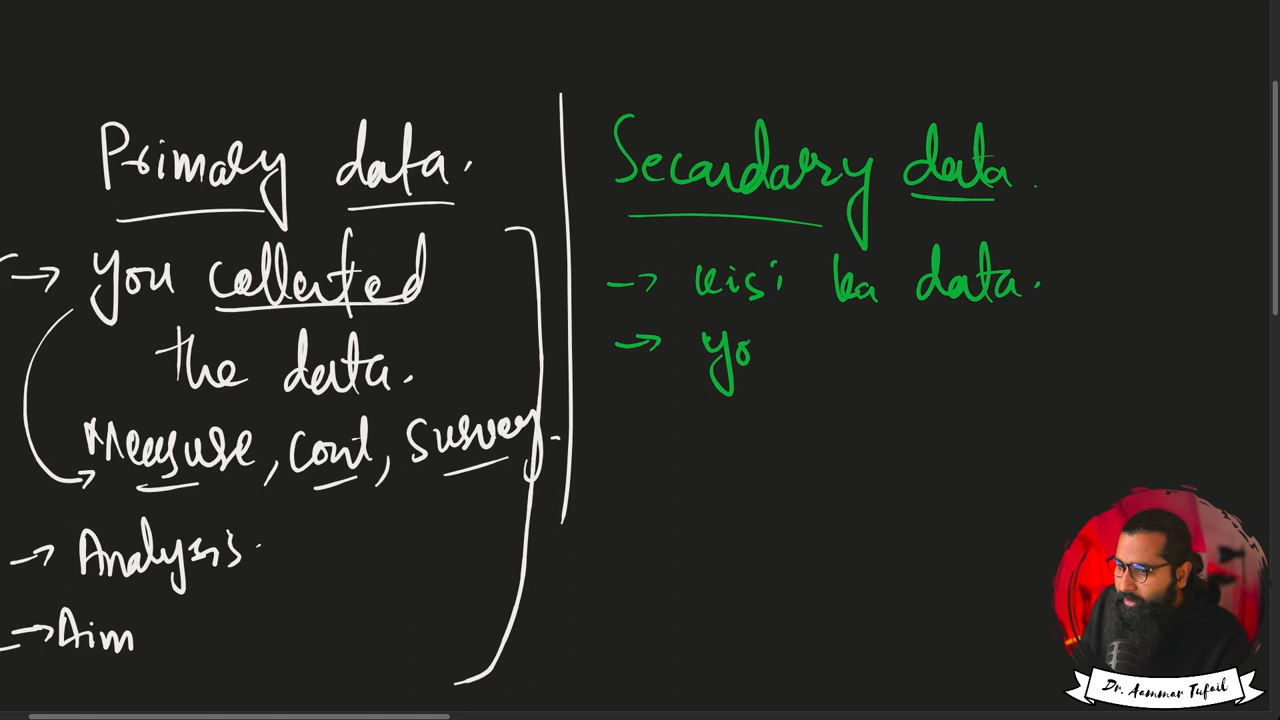 Primary data.
→ you collected
the data.
Measure, cont, survey.
→ Analysis.
→ Aim
Secondary data.
→ kisi ka data.
→ yo
Dr. Aammar Tufail